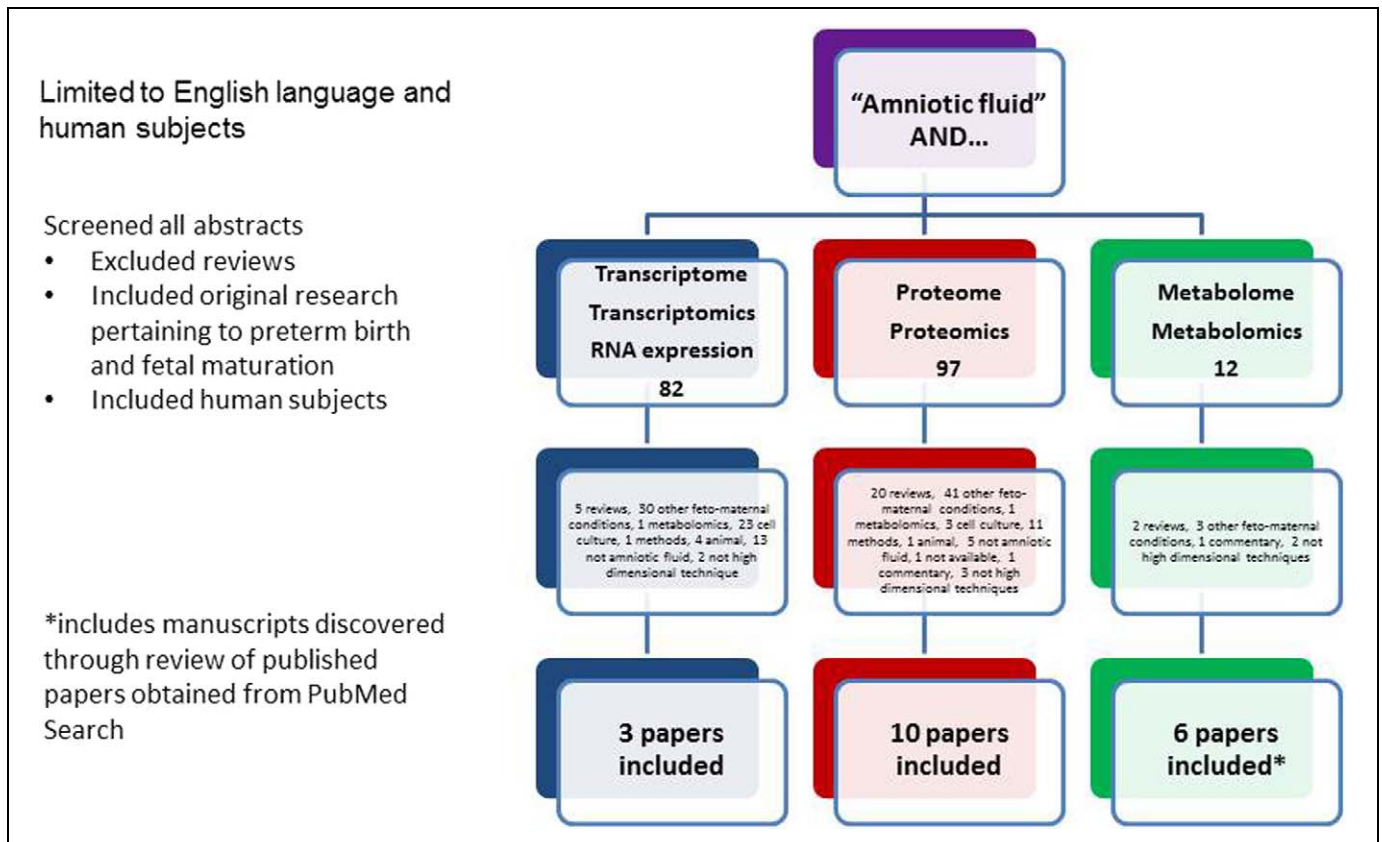 Limited to English language and
human subjects
Screened all abstracts
• Excluded reviews
• Included original research
pertaining to preterm birth
and fetal maturation
• Included human subjects
*includes manuscripts discovered
through review of published
papers obtained from PubMed
Search
“Amniotic fluid”
AND...
Transcriptome
Transcriptomics
RNA expression
82
Proteome
Proteomics
97
Metabolome
Metabolomics
12
5 reviews, 30 other feto-maternal
conditions, 1 metabolomics, 23 cell
culture, 1 methods, 4 animal, 13
not amniotic fluid, 2 not high
dimensional technique
20 reviews, 41 other feto-
maternal conditions, 1
metabolomics, 3 cell culture, 11
methods, 1 animal, 5 not amniotic
fluid, 1 not available, 1
commentary, 3 not high
dimensional techniques
2 reviews, 3 other feto-maternal
conditions, 1 commentary, 2 not
high dimensional techniques
3 papers
included
10 papers
included
6 papers
included*